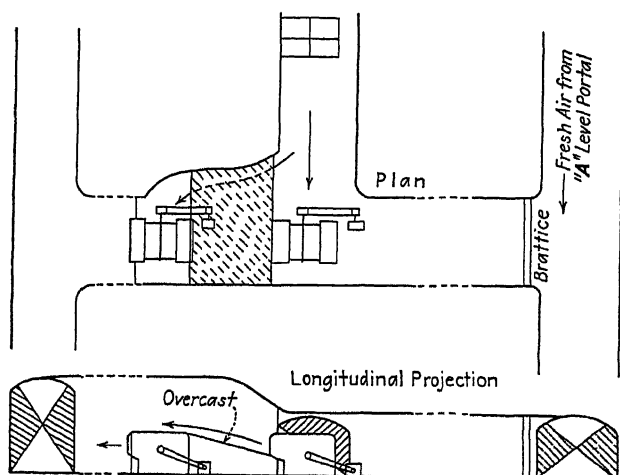 Fresh Air from
"A" Level Portal
Plan
Brattice
Longitudinal Projection
Overcast